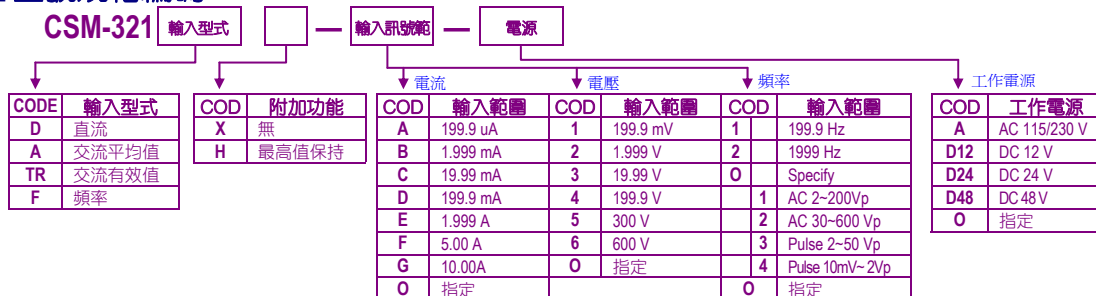 CSM-321 輸入型式 — 輸入訊號範 — 電源
電流 電壓 頻率 工作電源
CODE 輸入型式 COD 附加功能 COD 輸入範圍 COD 輸入範圍 COD 輸入範圍 COD 工作電源
D 直流 X 無 A 199.9 uA 1 199.9 mV 1 199.9 Hz A AC 115/230 V
A 交流平均值 H 最高值保持 B 1.999 mA 2 1.999 V 2 1999 Hz D12 DC 12 V
TR 交流有效值 C 19.99 mA 3 19.99 V O Specify D24 DC 24 V
F 頻率 D 199.9 mA 4 199.9 V 1 AC 2~200Vp D48 DC 48 V
E 1.999 A 5 300 V 2 AC 30~600 Vp O 指定
F 5.00 A 6 600 V 3 Pulse 2~50 Vp
G 10.00A O 指定 4 Pulse 10mV~ 2Vp
O 指定 O 指定